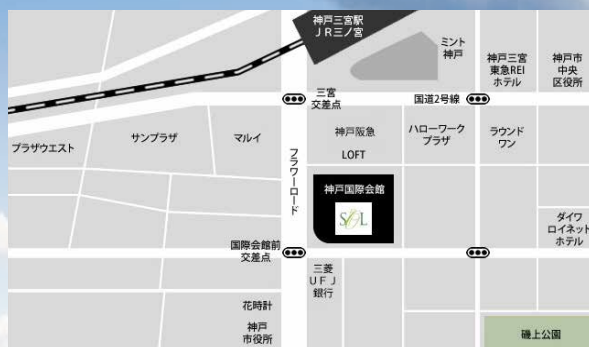 神戸三宮駅
JR三ノ宮
ミント
神戸
神戸三宮
東急REI
ホテル
神戸市
中央
区役所
三宮
交差点
国道2号線
プラザウエスト
サンプラザ
マルイ
フラワーロード
神戸阪急
LOFT
ハローワーク
プラザ
ラウンド
ワン
神戸国際会館
SOL
ダイワ
ロイネット
ホテル
国際会館前
交差点
三菱
UFJ
銀行
花時計
神戸
市役所
磯上公園